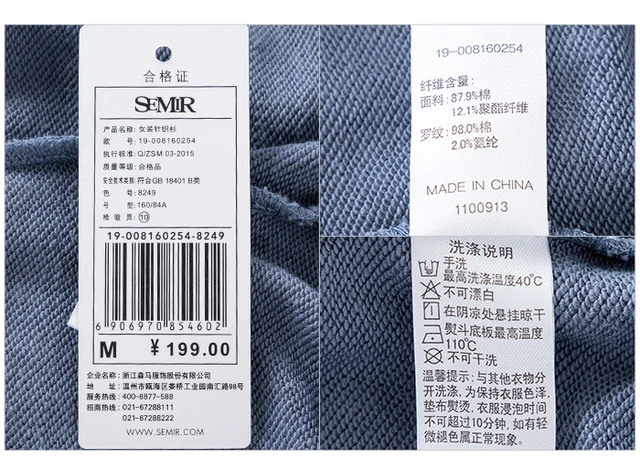 合格证
SEMIR
产品名称: 女装针织衫
款 号: 19-008160254
执行标准: Q/ZSM 03-2015
质量等级: 合格品
安全技术类别: 符合GB 18401 B类
色 号: 8249
号 型: 160/84A
检 验 员: ⑩
19-008160254-8249
6 906970 854602
M ¥199.00
企业名称: 浙江森马服饰股份有限公司
地 址: 温州市瓯海区娄桥工业园南汇路98号
服务热线: 400-8877-588
招商热线: 021-67288111
021-67288222
WWW.SEMIR.COM
19-008160254
纤维含量:
面料: 87.9%棉
12.1%聚酯纤维
罗纹: 98.0%棉
2.0%氨纶
MADE IN CHINA
1100913
洗涤说明
手洗
最高洗涤温度40℃
不可漂白
在阴凉处悬挂晾干
熨斗底板最高温度
110℃
不可干洗
温馨提示: 与其他衣物分
开洗涤, 为保持衣服色泽,
垫布熨烫, 衣服浸泡时间
不可超过10分钟, 如有轻
微褪色属正常现象。